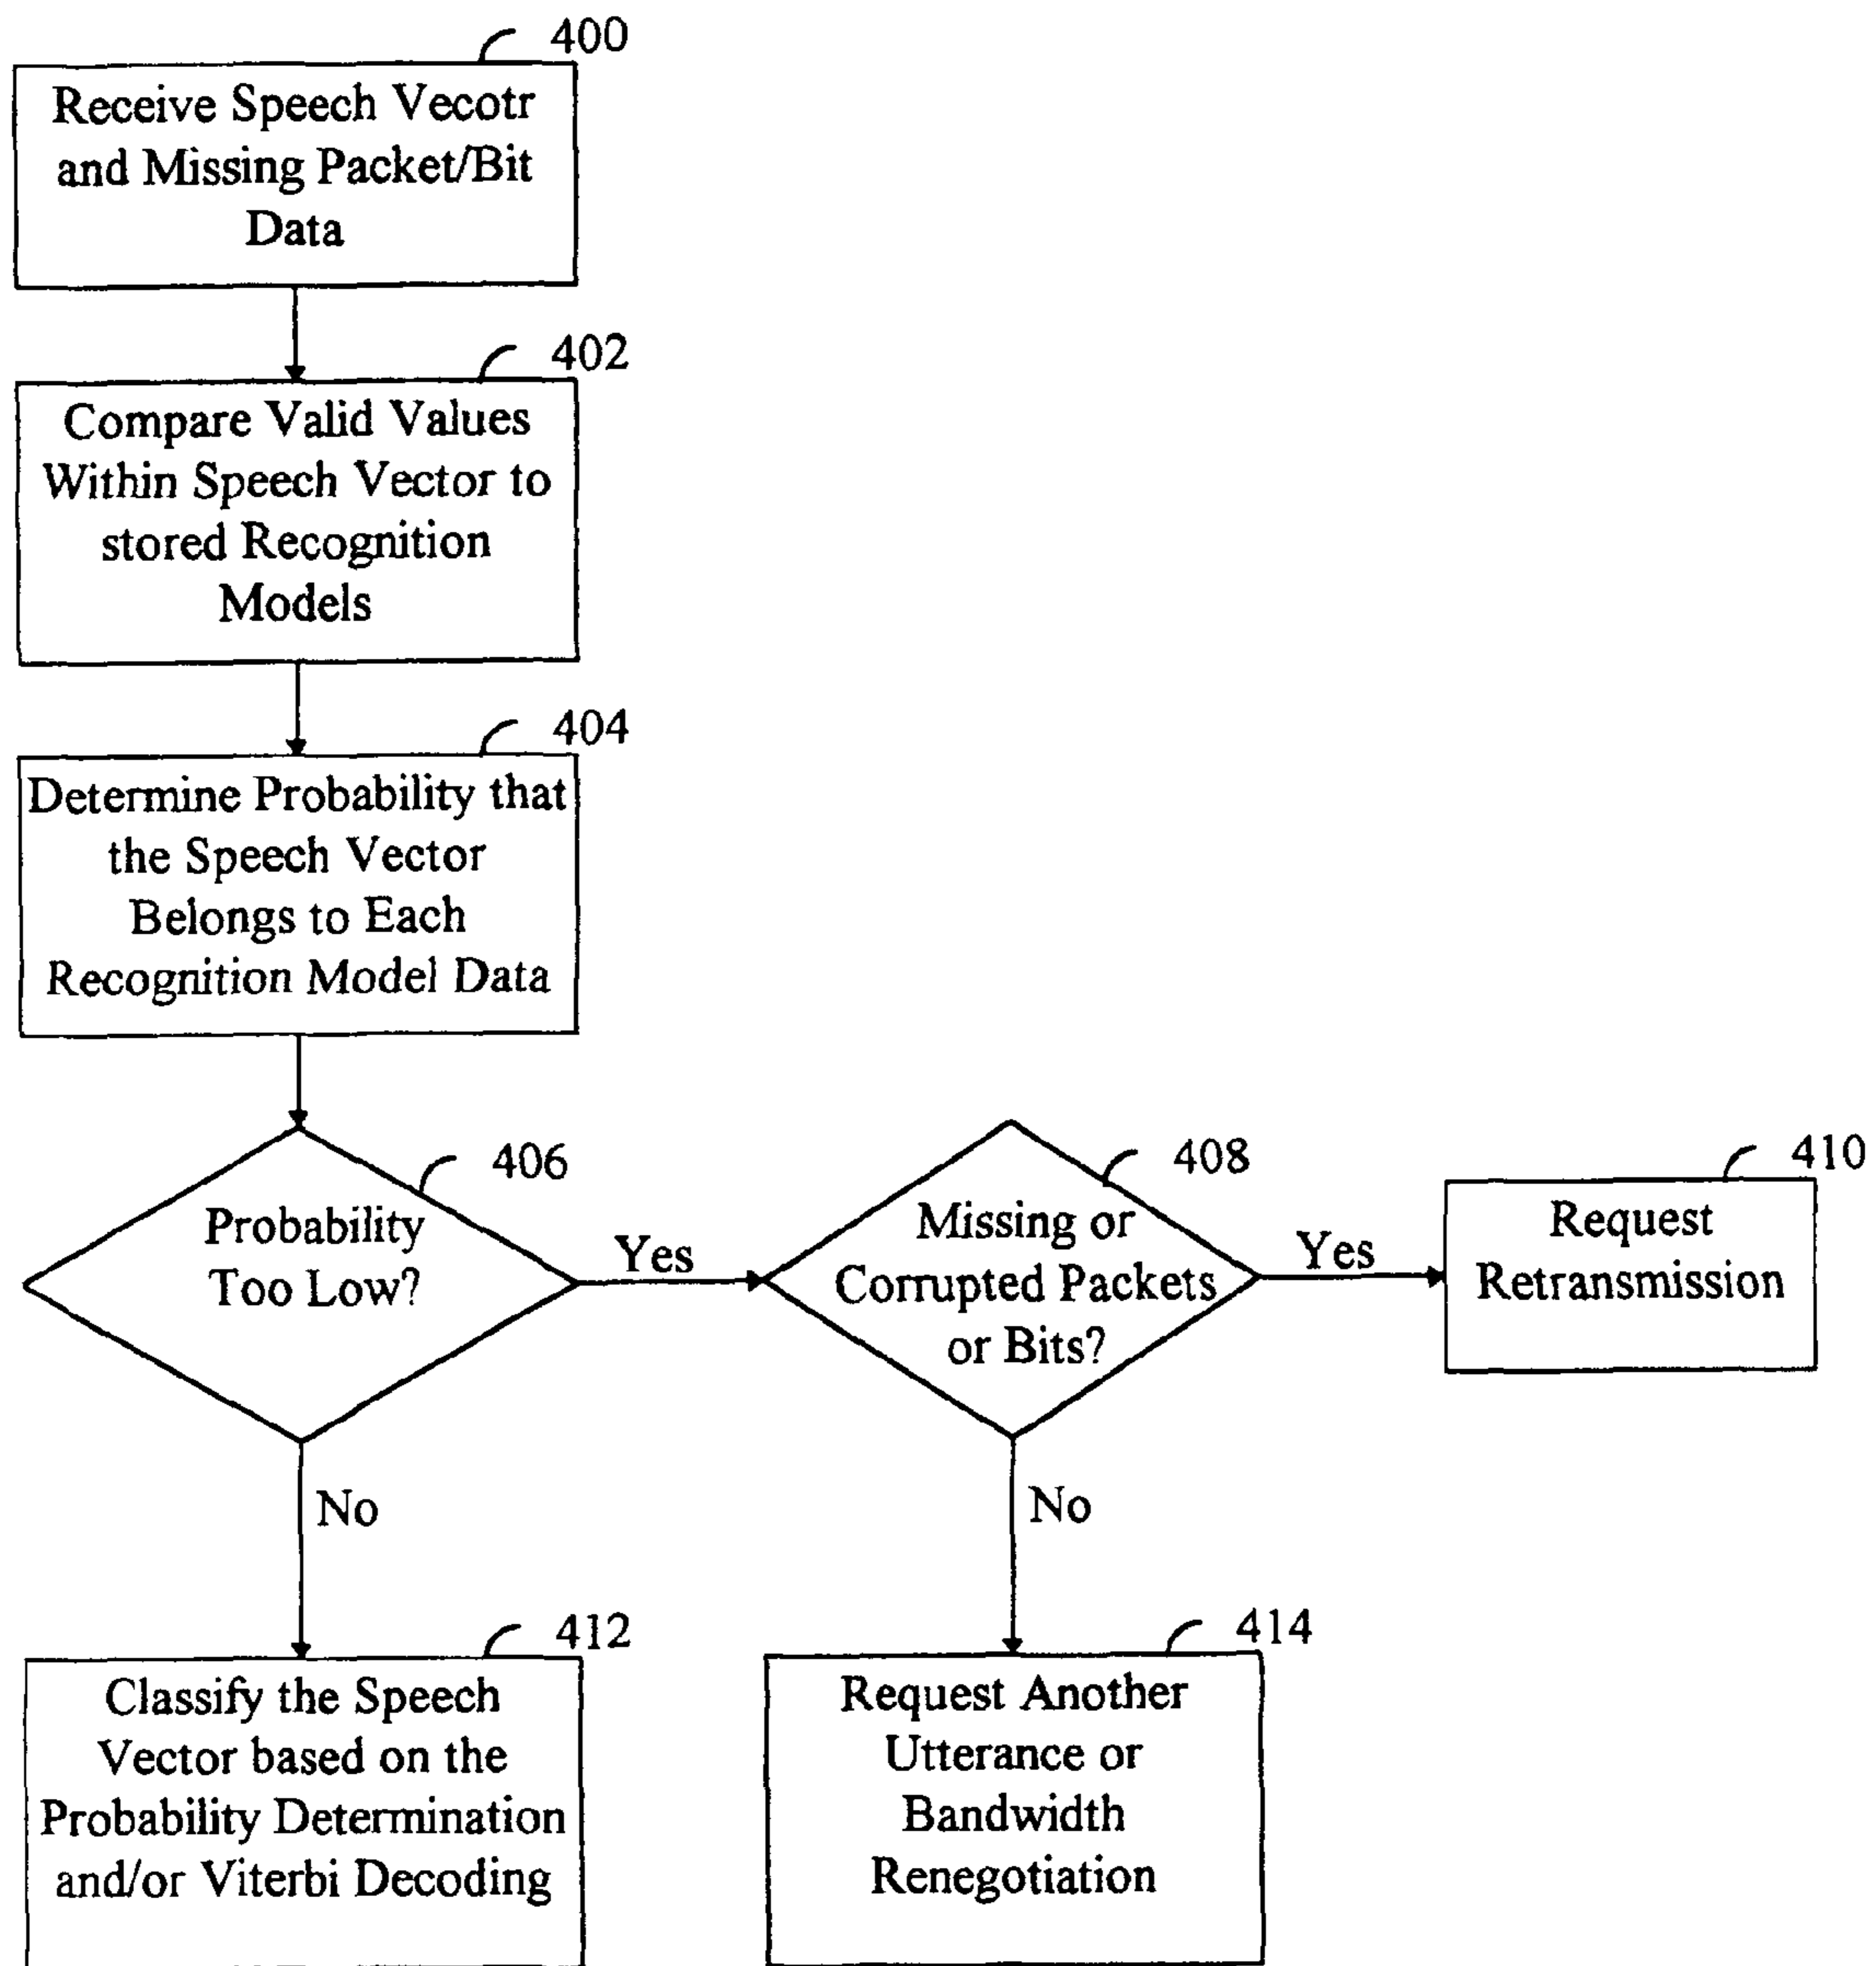 400
Receive Speech Vecotr
and Missing Packet/Bit
Data
402
Compare Valid Values
Within Speech Vector to
stored Recognition
Models
404
Determine Probability that
the Speech Vector
Belongs to Each
Recognition Model Data
406
Probability
Too Low?
Yes
408
Missing or
Corrupted Packets
or Bits?
Yes
410
Request
Retransmission
No
No
412
Classify the Speech
Vector based on the
Probability Determination
and/or Viterbi Decoding
414
Request Another
Utterance or
Bandwidth
Renegotiation